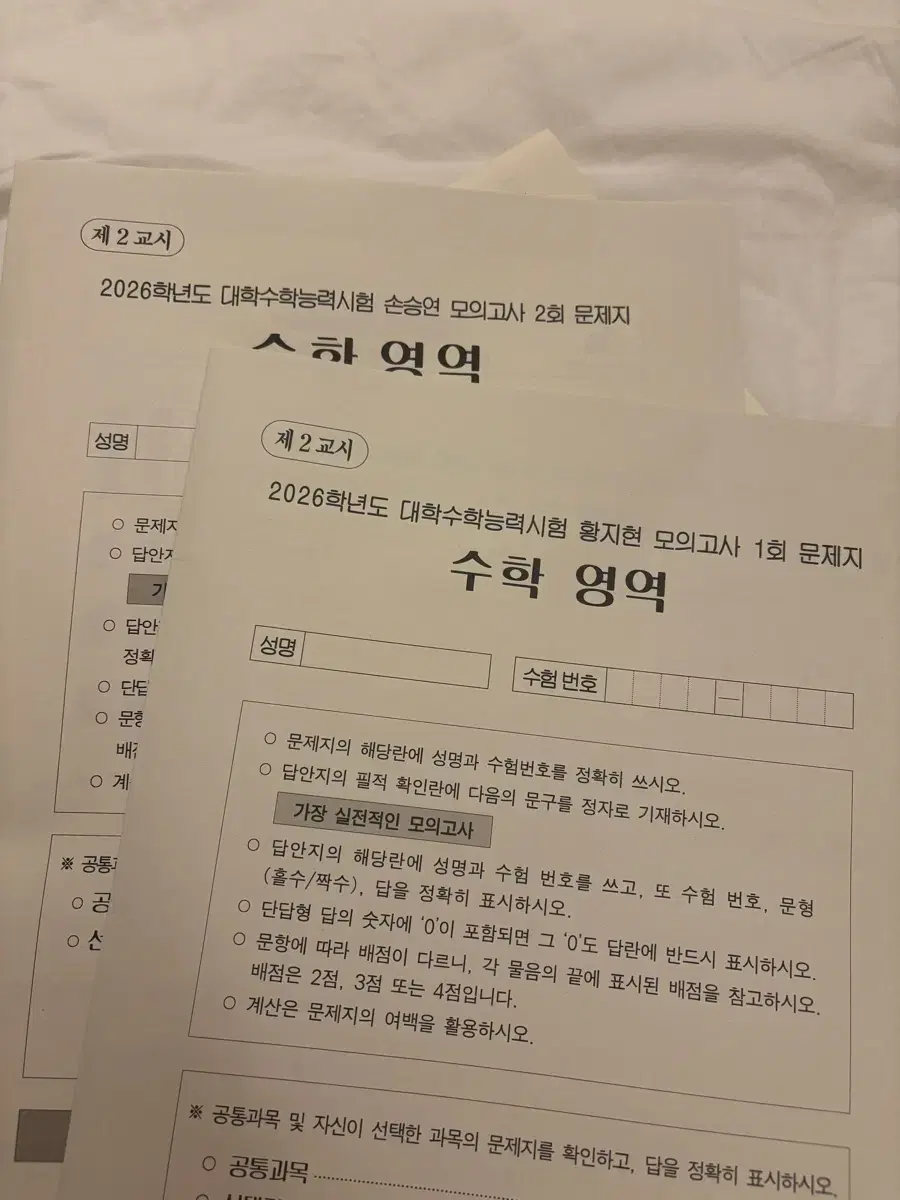 제 2 교시
2026학년도 대학수학능력시험 손승연 모의고사 2회 문제지
수학 영역
성명
○ 문제지
○ 답안지
○ 답안
정확
○ 단답
○ 문항
배점
○ 계
※ 공통과
○ 공
제 2 교시
2026학년도 대학수학능력시험 황지현 모의고사 1회 문제지
수학 영역
성명
수험 번호 —
○ 문제지의 해당란에 성명과 수험번호를 정확히 쓰시오.
○ 답안지의 필적 확인란에 다음의 문구를 정자로 기재하시오.
가장 실전적인 모의고사
○ 답안지의 해당란에 성명과 수험 번호를 쓰고, 또 수험 번호, 문형
(홀수/짝수), 답을 정확히 표시하시오.
○ 단답형 답의 숫자에 ‘0’이 포함되면 그 ‘0’도 답란에 반드시 표시하시오.
○ 문항에 따라 배점이 다르니, 각 물음의 끝에 표시된 배점을 참고하시오.
배점은 2점, 3점 또는 4점입니다.
○ 계산은 문제지의 여백을 활용하시오.
※ 공통과목 및 자신이 선택한 과목의 문제지를 확인하고, 답을 정확히 표시하시오.
○ 공통과목